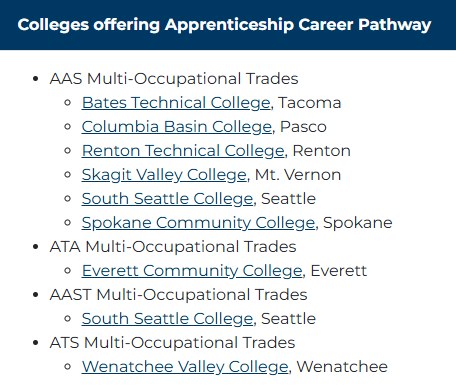 Colleges offering Apprenticeship Career Pathway
AAS Multi-Occupational Trades
Bates Technical College, Tacoma
Columbia Basin College, Pasco
Renton Technical College, Renton
Skagit Valley College, Mt. Vernon
South Seattle College, Seattle
Spokane Community College, Spokane
ATA Multi-Occupational Trades
Everett Community College, Everett
AAST Multi-Occupational Trades
South Seattle College, Seattle
ATS Multi-Occupational Trades
Wenatchee Valley College, Wenatchee